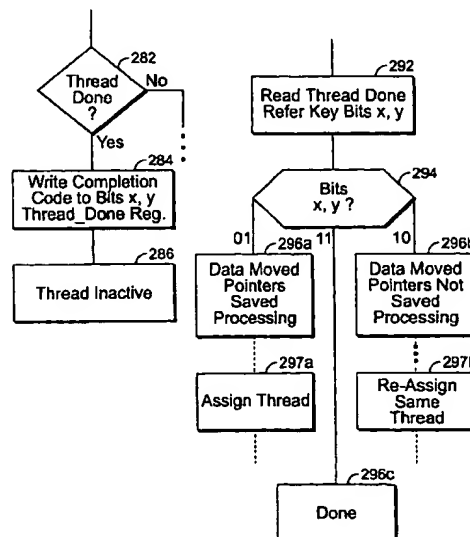 282
Thread
Done
?
No
Yes
284
Write Completion
Code to Bits x, y
Thread_Done Reg.
286
Thread Inactive
292
Read Thread Done
Refer Key Bits x, y
294
Bits
x, y ?
01
11
10
296a
Data Moved
Pointers
Saved
Processing
296b
Data Moved
Pointers Not
Saved
Processing
297a
Assign Thread
297b
Re-Assign
Same
Thread
296c
Done